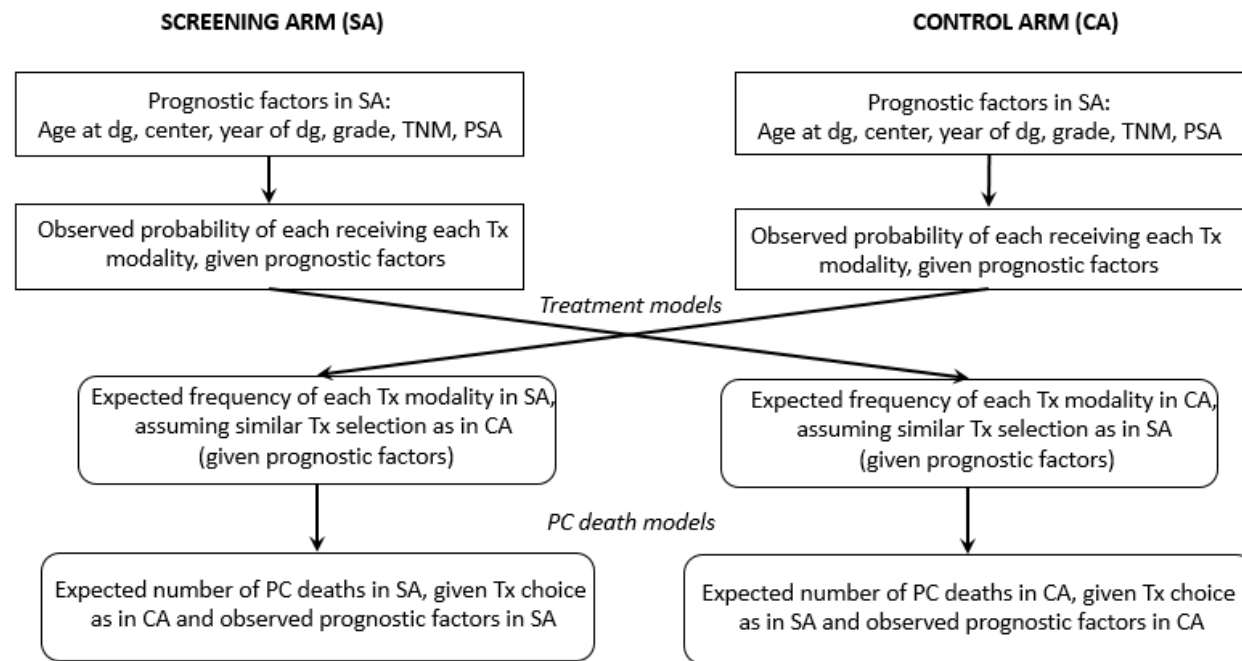 SCREENING ARM (SA)
CONTROL ARM (CA)
Prognostic factors in SA:
Age at dg, center, year of dg, grade, TNM, PSA
Prognostic factors in SA:
Age at dg, center, year of dg, grade, TNM, PSA
Observed probability of each receiving each Tx
modality, given prognostic factors
Observed probability of each receiving each Tx
modality, given prognostic factors
Treatment models
Expected frequency of each Tx modality in SA,
assuming similar Tx selection as in CA
(given prognostic factors)
Expected frequency of each Tx modality in CA,
assuming similar Tx selection as in SA
(given prognostic factors)
PC death models
Expected number of PC deaths in SA, given Tx choice
as in CA and observed prognostic factors in SA
Expected number of PC deaths in CA, given Tx choice
as in SA and observed prognostic factors in CA